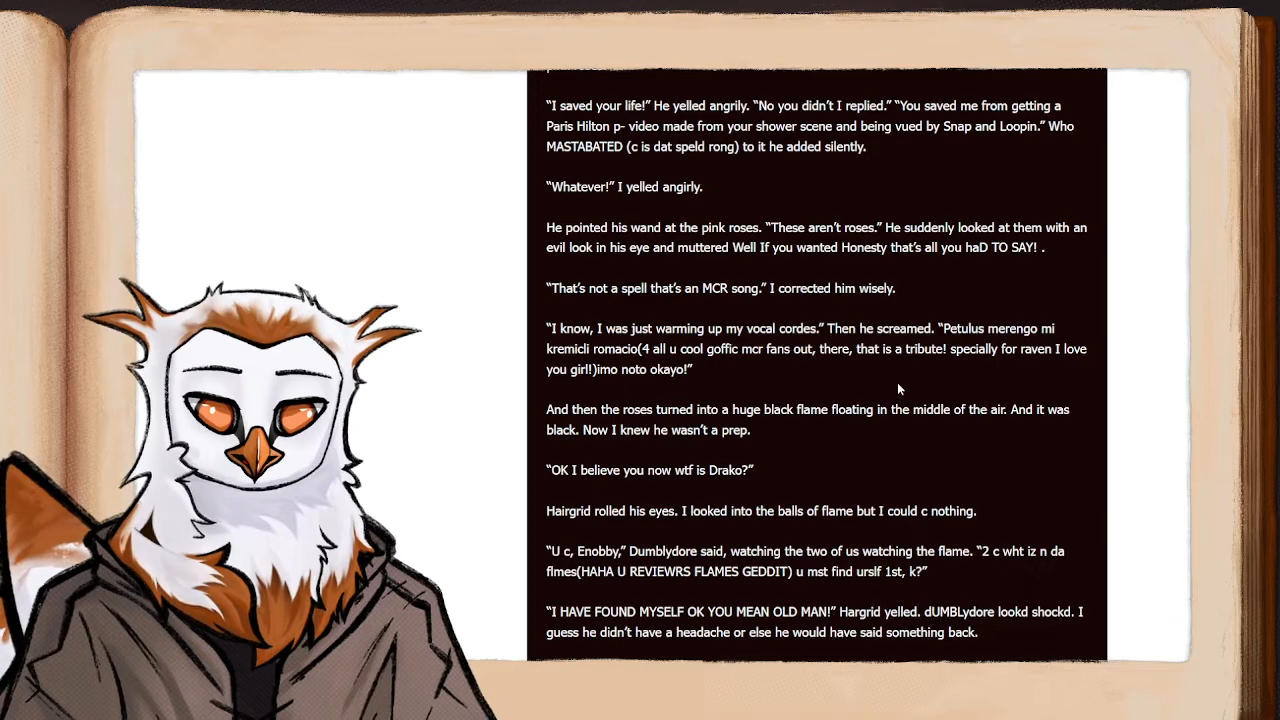 “I saved your life!” He yelled angrily. “No you didn’t I replied.” “You saved me from getting a
Paris Hilton p- video made from your shower scene and being vued by Snap and Loopin.” Who
MASTABATED (c is dat speld rong) to it he added silently.
“Whatever!” I yelled angirly.
He pointed his wand at the pink roses. “These aren’t roses.” He suddenly looked at them with an
evil look in his eye and muttered Well If you wanted Honesty that’s all you haD TO SAY! .
“That’s not a spell that’s an MCR song.” I corrected him wisely.
“I know, I was just warming up my vocal cordes.” Then he screamed. “Petulus merengo mi
kremicli romacio(4 all u cool goffic mcr fans out, there, that is a tribute! specially for raven I love
you girl!)imo noto okayo!”
And then the roses turned into a huge black flame floating in the middle of the air. And it was
black. Now I knew he wasn’t a prep.
“OK I believe you now wtf is Drako?”
Hairgrid rolled his eyes. I looked into the balls of flame but I could c nothing.
“U c, Enobby,” Dumblydore said, watching the two of us watching the flame. “2 c wht iz n da
flmes(HAHA U REVIEWRS FLAMES GEDDIT) u mst find urslf 1st, k?”
“I HAVE FOUND MYSELF OK YOU MEAN OLD MAN!” Hargrid yelled. dUMBLydore lookd shockd. I
guess he didn’t have a headache or else he would have said something back.